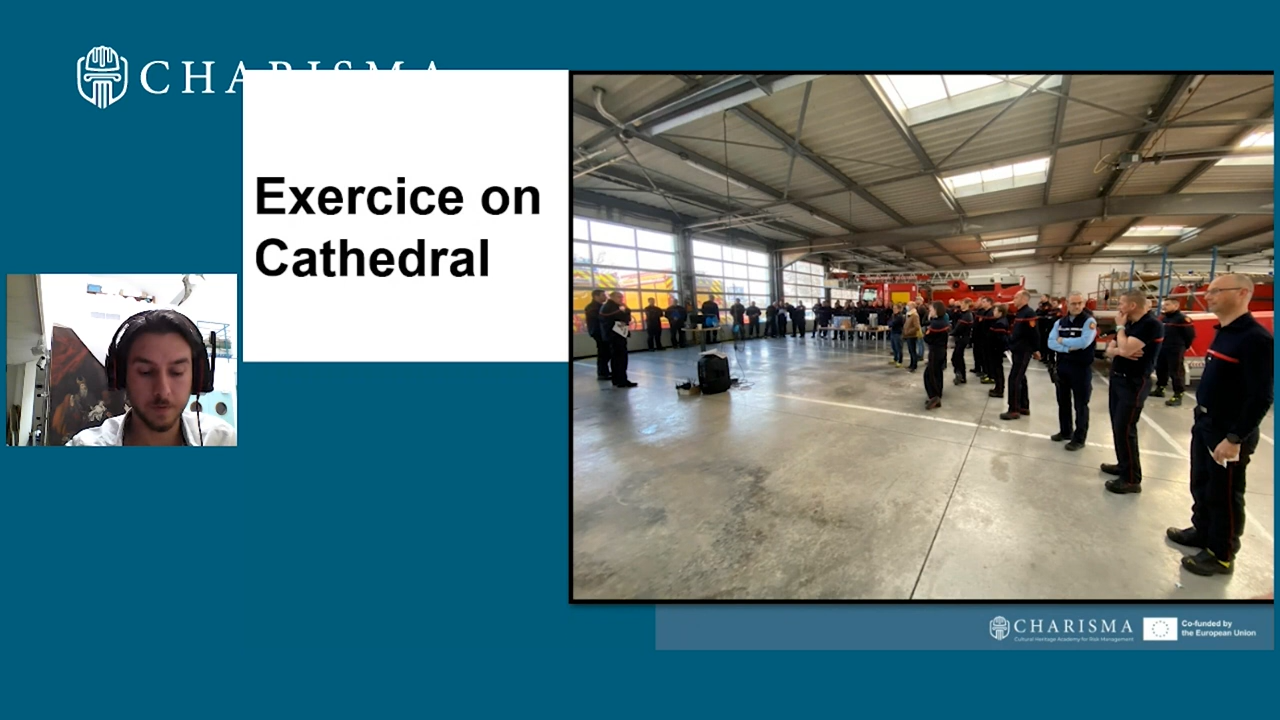 CHARISMA
Exercice on
Cathedral
CHARISMA
Cultural Heritage Academy for Risk Management
Co-funded by
the European Union